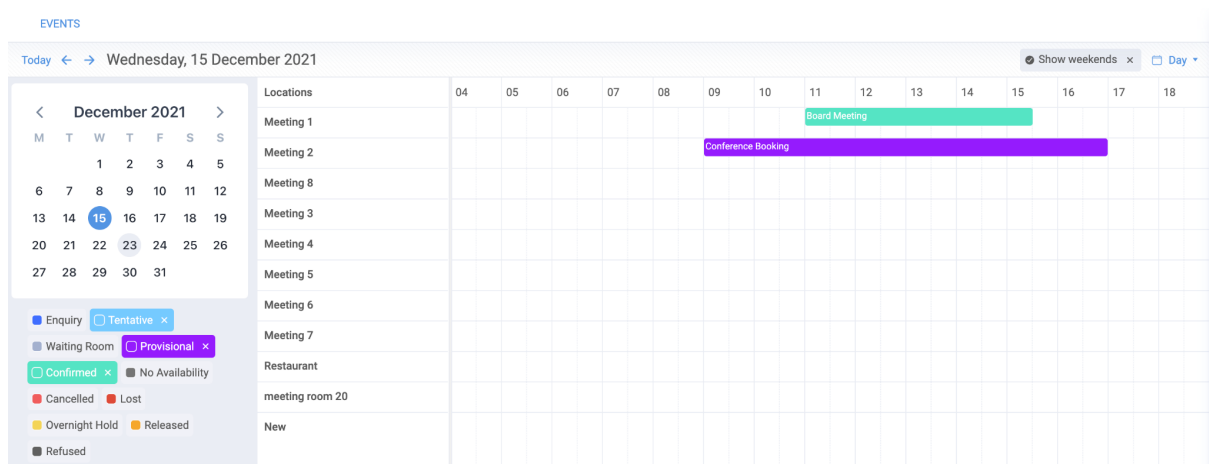 EVENTS
Today ← → Wednesday, 15 December 2021
Show weekends × Day
December 2021
M T W T F S S
1 2 3 4 5
6 7 8 9 10 11 12
13 14 15 16 17 18 19
20 21 22 23 24 25 26
27 28 29 30 31
Enquiry Tentative ×
Waiting Room Provisional ×
Confirmed × No Availability
Cancelled Lost
Overnight Hold Released
Refused
Locations 04 05 06 07 08 09 10 11 12 13 14 15 16 17 18
Meeting 1 Board Meeting
Meeting 2 Conference Booking
Meeting 8
Meeting 3
Meeting 4
Meeting 5
Meeting 6
Meeting 7
Restaurant
meeting room 20
New